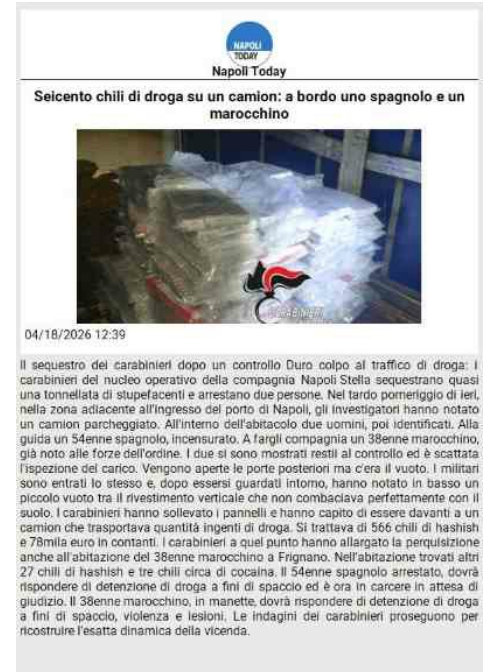 NAPOLI
TODAY
Napoli Today
Seicento chili di droga su un camion: a bordo uno spagnolo e un
marocchino
CARABINIERI
04/18/2026 12:39
Il sequestro dei carabinieri dopo un controllo Duro colpo al traffico di droga: i
carabinieri del nucleo operativo della compagnia Napoli Stella sequestrano quasi
una tonnellata di stupefacenti e arrestano due persone. Nel tardo pomeriggio di ieri,
nella zona adiacente all'ingresso del porto di Napoli, gli investigatori hanno notato
un camion parcheggiato. All'interno dell'abitacolo due uomini, poi identificati. Alla
guida un 54enne spagnolo, incensurato. A fargli compagnia un 38enne marocchino,
già noto alle forze dell'ordine. I due si sono mostrati restii al controllo ed è scattata
l'ispezione del carico. Vengono aperte le porte posteriori ma c'era il vuoto. I militari
sono entrati lo stesso e, dopo essersi guardati intorno, hanno notato in basso un
piccolo vuoto tra il rivestimento verticale che non combaciava perfettamente con il
suolo. I carabinieri hanno sollevato i pannelli e hanno capito di essere davanti a un
camion che trasportava quantità ingenti di droga. Si trattava di 566 chili di hashish
e 78mila euro in contanti. I carabinieri a quel punto hanno allargato la perquisizione
anche all'abitazione del 38enne marocchino a Frignano. Nell'abitazione trovati altri
27 chili di hashish e tre chili circa di cocaina. Il 54enne spagnolo arrestato, dovrà
rispondere di detenzione di droga a fini di spaccio ed è ora in carcere in attesa di
giudizio. Il 38enne marocchino, in manette, dovrà rispondere di detenzione di droga
a fini di spaccio, violenza e lesioni. Le indagini dei carabinieri proseguono per
ricostruire l'esatta dinamica della vicenda.